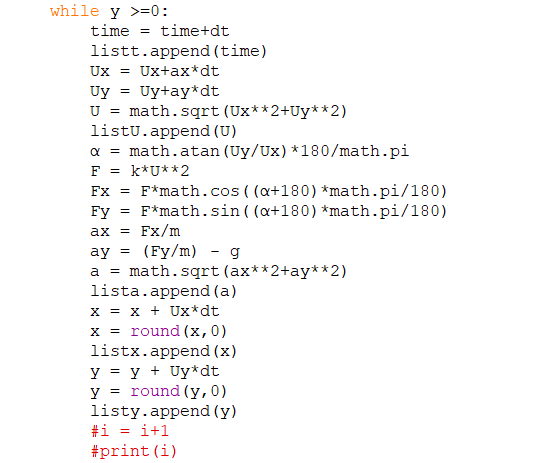 while y >=0:
time = time+dt
listt.append(time)
Ux = Ux+ax*dt
Uy = Uy+ay*dt
U = math.sqrt(Ux**2+Uy**2)
listU.append(U)
α = math.atan(Uy/Ux)*180/math.pi
F = k*U**2
Fx = F*math.cos((α+180)*math.pi/180)
Fy = F*math.sin((α+180)*math.pi/180)
ax = Fx/m
ay = (Fy/m) - g
a = math.sqrt(ax**2+ay**2)
lista.append(a)
x = x + Ux*dt
x = round(x,0)
listx.append(x)
y = y + Uy*dt
y = round(y,0)
listy.append(y)
#i = i+1
#print(i)